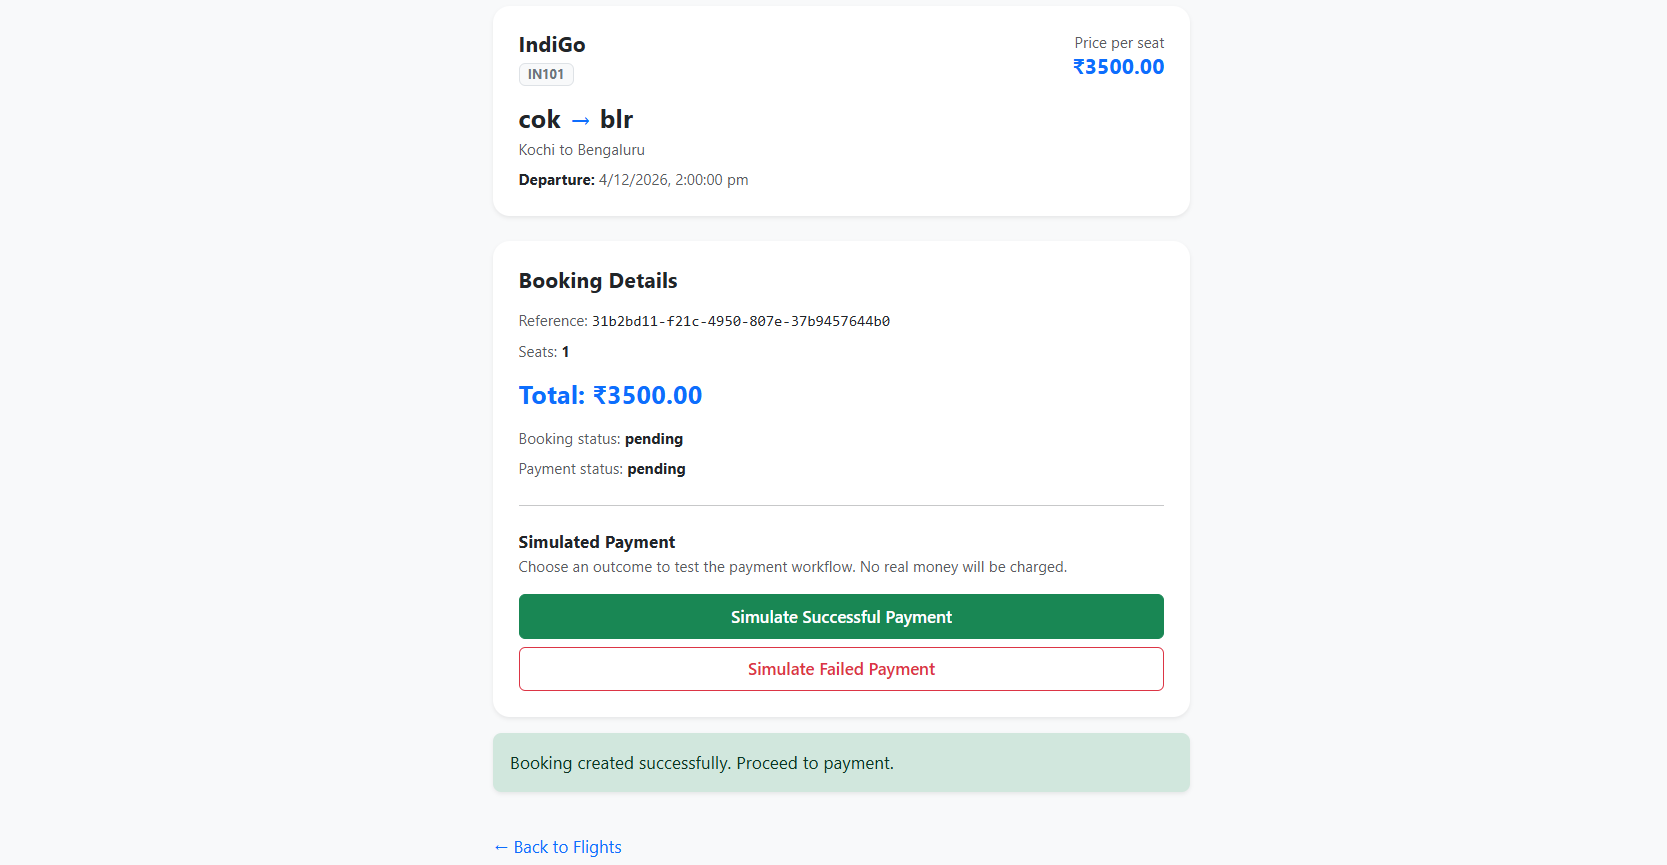 IndiGo
Price per seat
IN101
₹3500.00
cok → blr
Kochi to Bengaluru
Departure: 4/12/2026, 2:00:00 pm
Booking Details
Reference: 31b2bd11-f21c-4950-807e-37b9457644b0
Seats: 1
Total: ₹3500.00
Booking status: pending
Payment status: pending
Simulated Payment
Choose an outcome to test the payment workflow. No real money will be charged.
Simulate Successful Payment
Simulate Failed Payment
Booking created successfully. Proceed to payment.
← Back to Flights